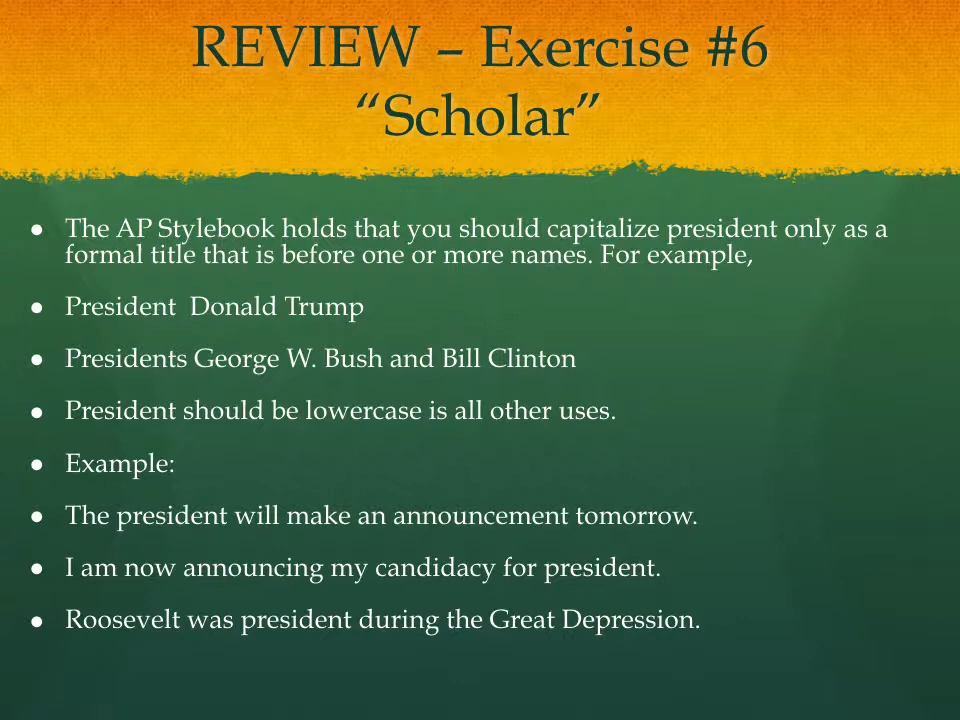 REVIEW – Exercise #6
“Scholar”
● The AP Stylebook holds that you should capitalize president only as a
formal title that is before one or more names. For example,
● President  Donald Trump
● Presidents George W. Bush and Bill Clinton
● President should be lowercase is all other uses.
● Example:
● The president will make an announcement tomorrow.
● I am now announcing my candidacy for president.
● Roosevelt was president during the Great Depression.